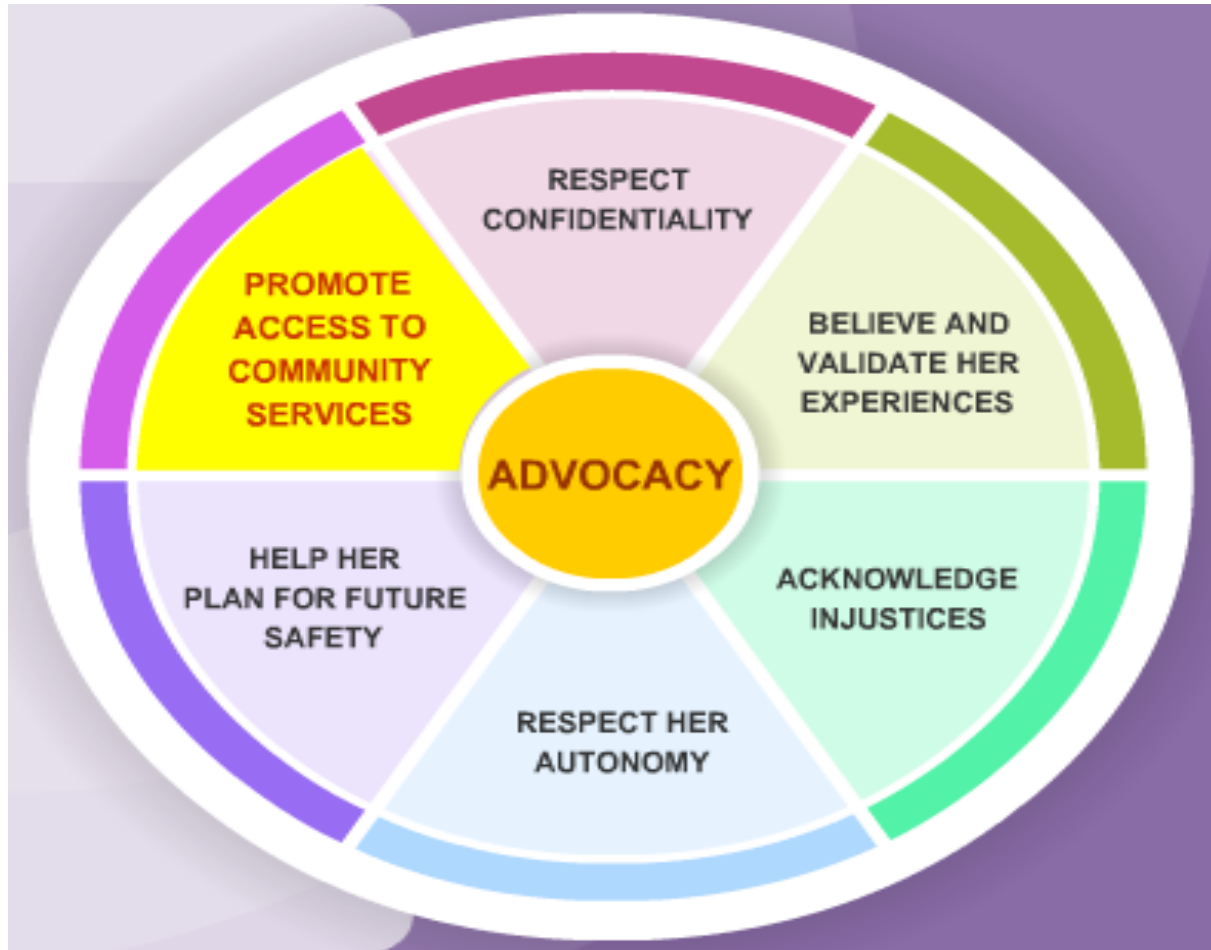 RESPECT
CONFIDENTIALITY
BELIEVE AND
VALIDATE HER
EXPERIENCES
ACKNOWLEDGE
INJUSTICES
RESPECT HER
AUTONOMY
HELP HER
PLAN FOR FUTURE
SAFETY
PROMOTE
ACCESS TO
COMMUNITY
SERVICES
ADVOCACY